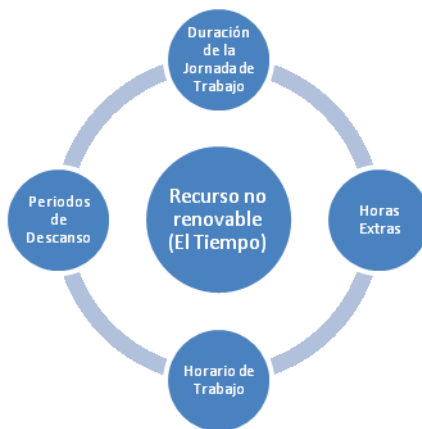 Duración
de la
Jornada de
Trabajo
Periodos
de
Descanso
Recurso no
renovable
(El Tiempo)
Horas
Extras
Horario de
Trabajo